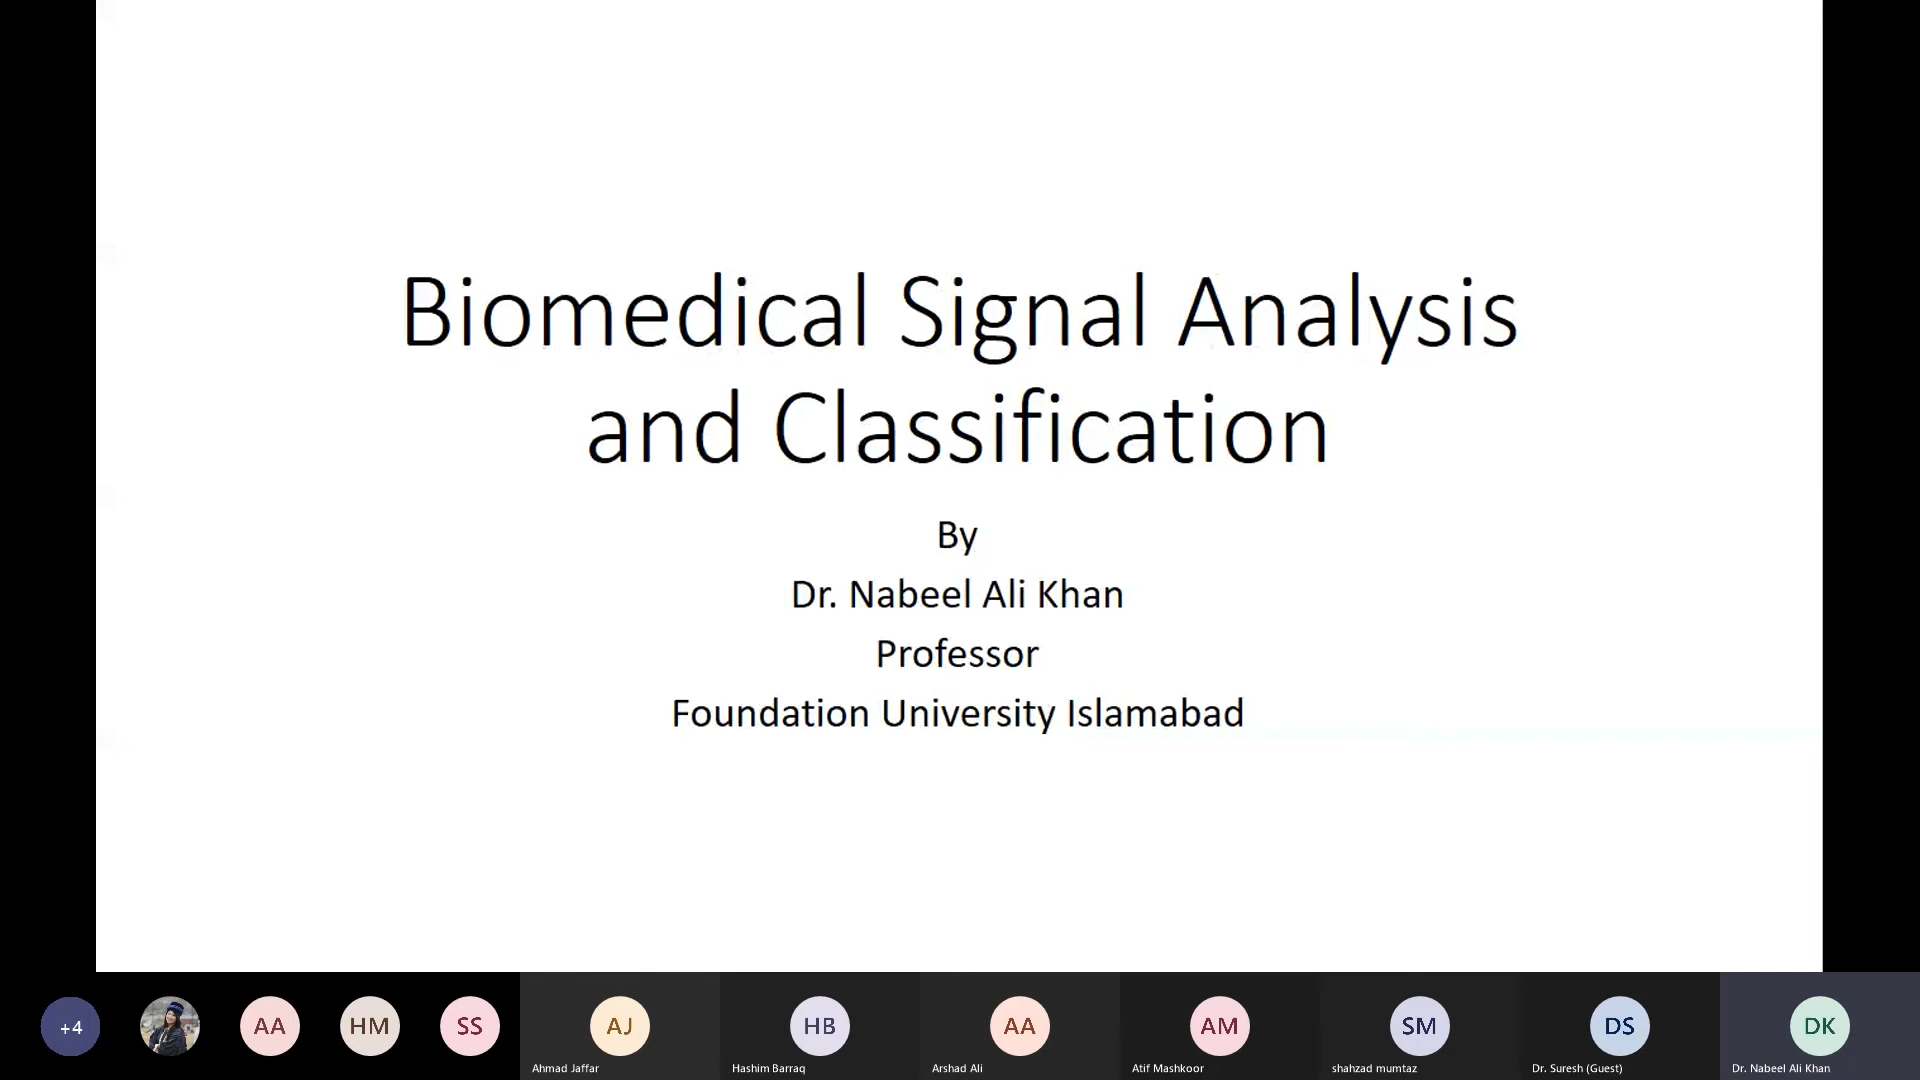 Biomedical Signal Analysis
and Classification
By
Dr. Nabeel Ali Khan
Professor
Foundation University Islamabad
+4
AA
HM
SS
AJ
HB
AA
AM
SM
DS
DK
Ahmad Jaffar
Hashim Barraq
Arshad Ali
Atif Mashkoor
shahzad mumtaz
Dr. Suresh (Guest)
Dr. Nabeel Ali Khan